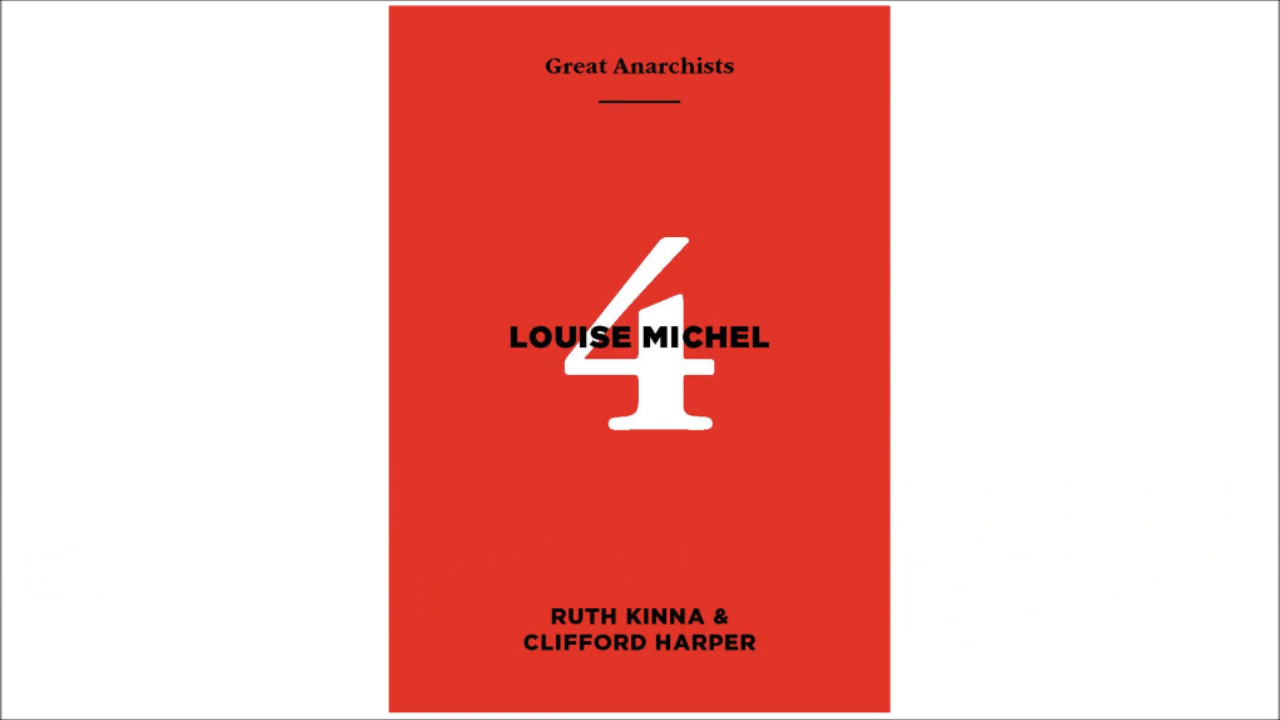 Great Anarchists
4
LOUISE MICHEL
RUTH KINNA &
CLIFFORD HARPER